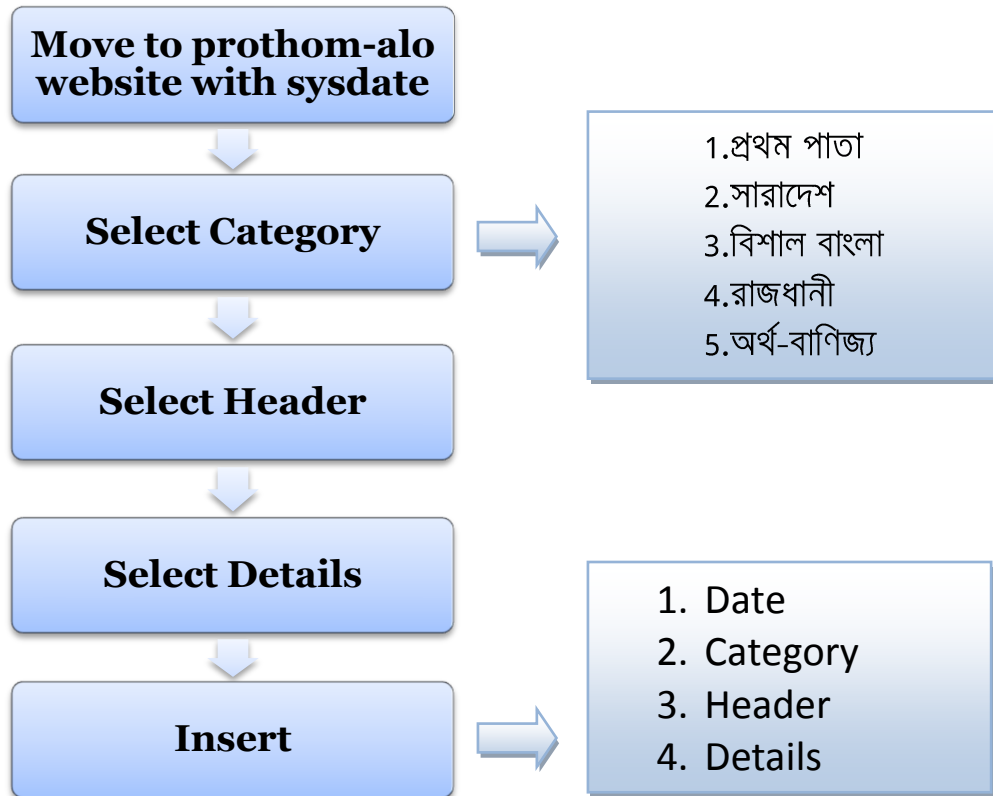 Move to prothom-alo
website with sysdate
Select Category
1.প্রথম পাতা
2.সারাদেশ
3.বিশাল বাংলা
4.রাজধানী
5.অর্থ-বাণিজ্য
Select Header
Select Details
Insert
1. Date
2. Category
3. Header
4. Details